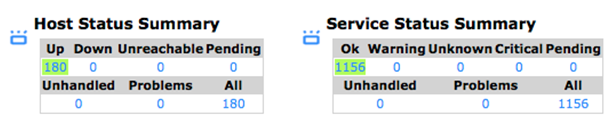 Host Status Summary
Up Down Unreachable Pending
180 0 0 0
Unhandled Problems All
0 0 180
Service Status Summary
Ok Warning Unknown Critical Pending
1156 0 0 0 0
Unhandled Problems All
0 0 1156